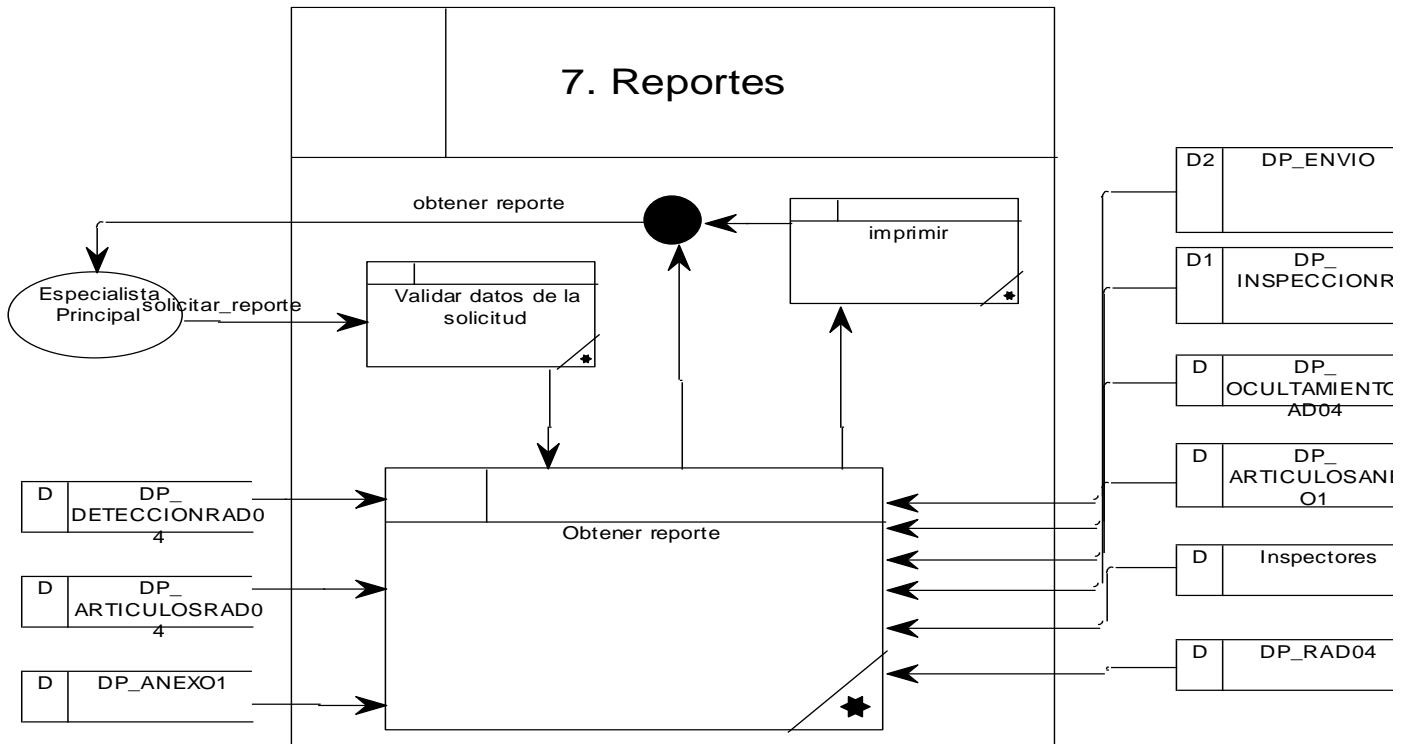 7. Reportes
obtener reporte
imprimir
Especialista
Principal
solicitar_reporte
Validar datos de la
solicitud
Obtener reporte
D
DP_
DETECCIONRAD0
4
D
DP_
ARTICULOSRAD0
4
D
DP_ANEXO1
D2
DP_ENVIO
D1
DP_
INSPECCIONR
D
DP_
OCULTAMIENTO
AD04
D
DP_
ARTICULOSANE
O1
D
Inspectores
D
DP_RAD04